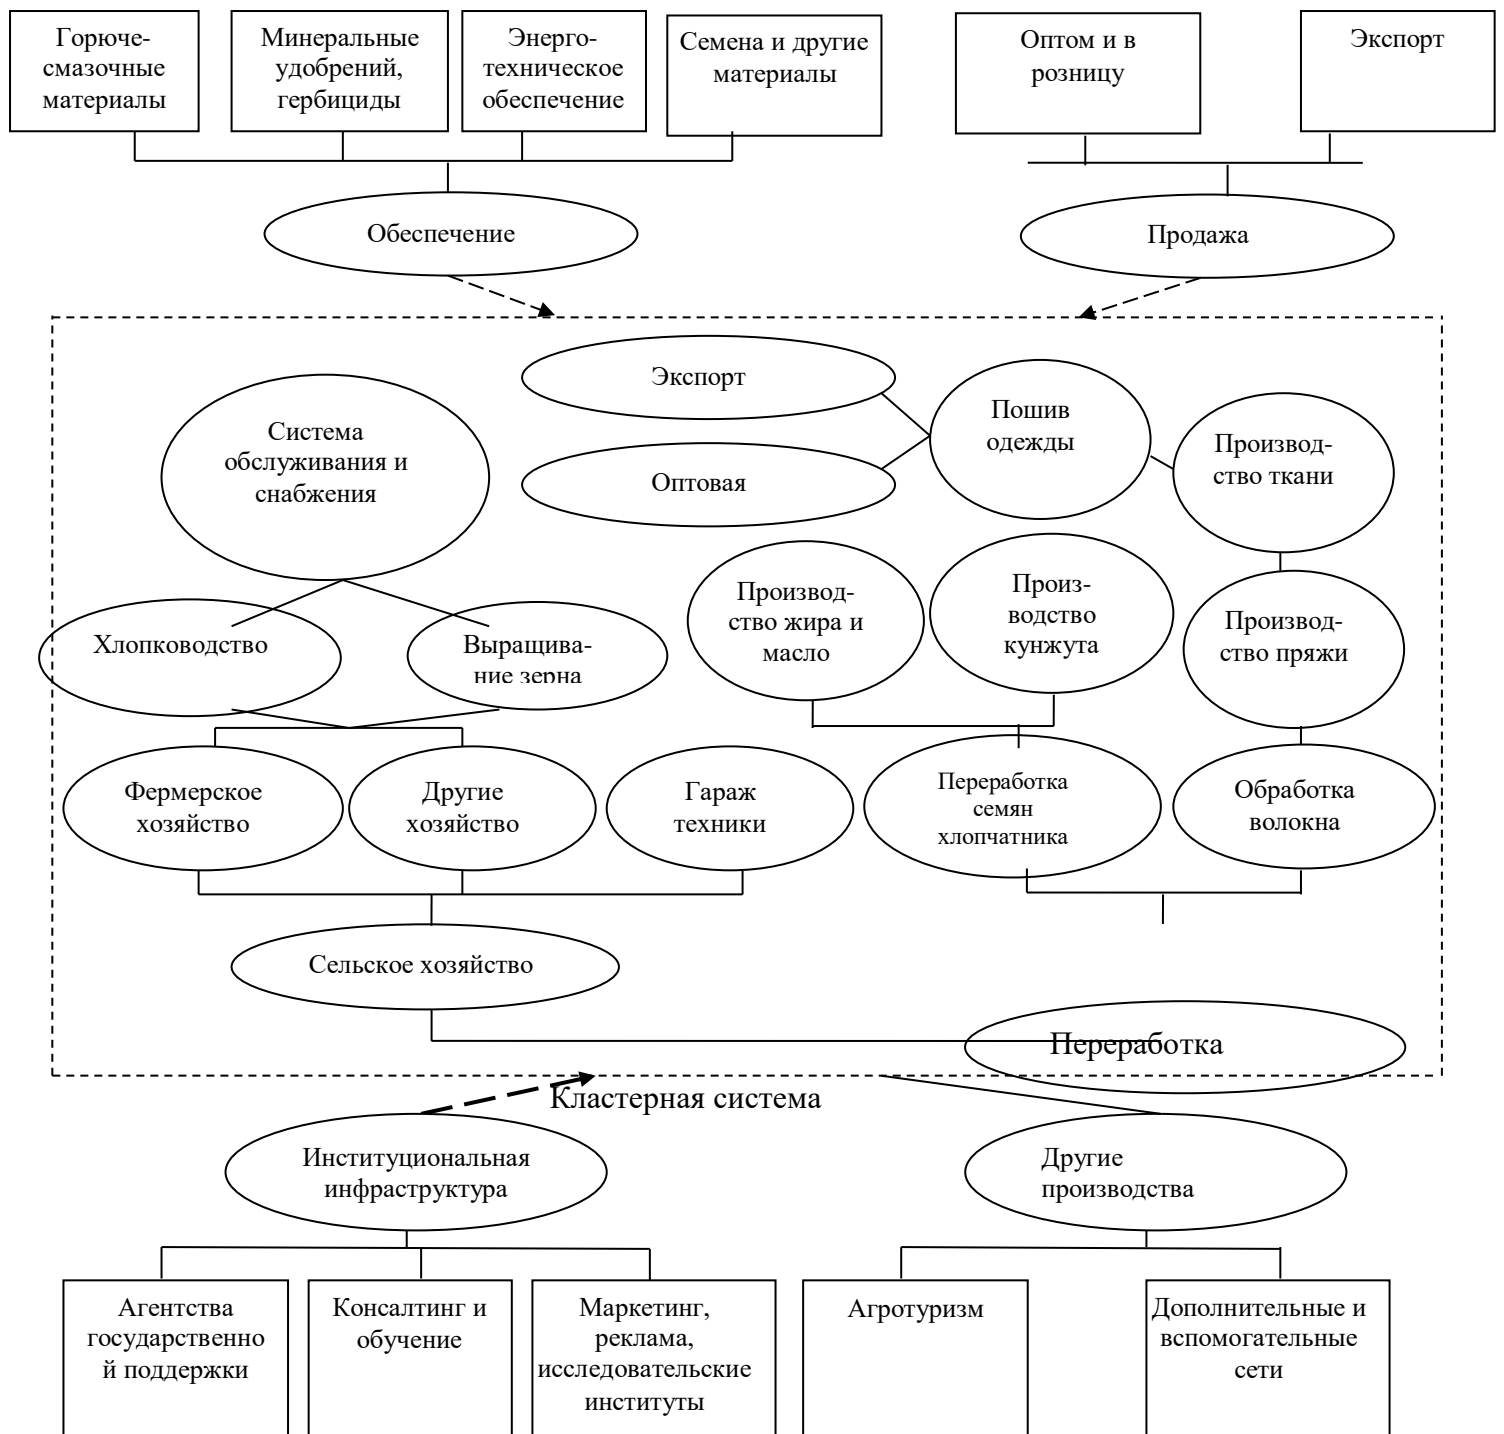 Горюче-
смазочные
материалы
Минеральные
удобрений,
гербициды
Энерго-
техническое
обеспечение
Семена и другие
материалы
Оптом и в
розницу
Экспорт
Обеспечение
Продажа
Экспорт
Оптовая
Пошив
одежды
Производ-
ство ткани
Система
обслуживания и
снабжения
Хлопководство
Выращива-
ние зерна
Производ-
ство жира и
масло
Произ-
водство
кунжута
Производ-
ство пряжи
Фермерское
хозяйство
Другие
хозяйство
Гараж
техники
Переработка
семян
хлопчатника
Обработка
волокна
Сельское хозяйство
Переработка
Кластерная система
Институциональная
инфраструктура
Другие
производства
Агентства
государственно
й поддержки
Консалтинг и
обучение
Маркетинг,
реклама,
исследовательские
институты
Агротуризм
Дополнительные и
вспомогательные
сети